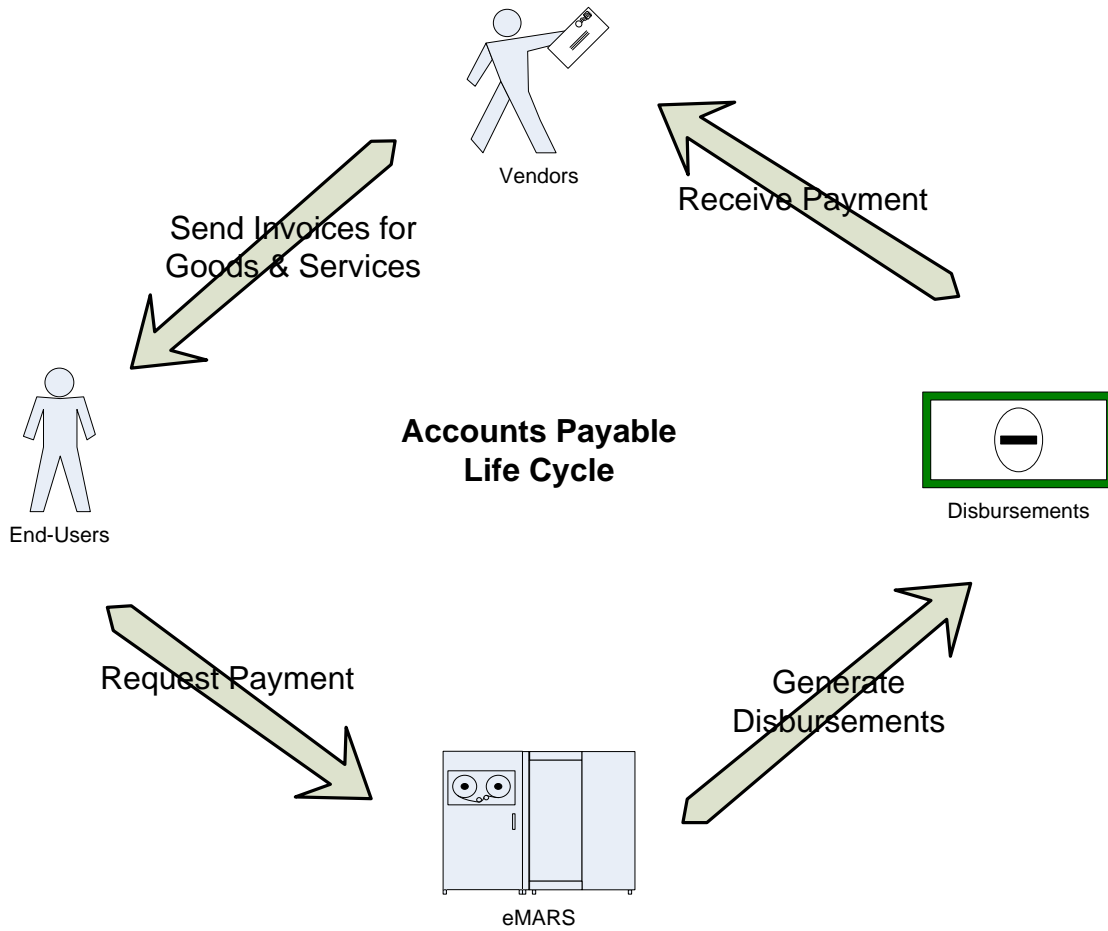 Vendors
Receive Payment
Send Invoices for
Goods & Services
Accounts Payable
Life Cycle
Disbursements
End-Users
Request Payment
Generate
Disbursements
eMARS